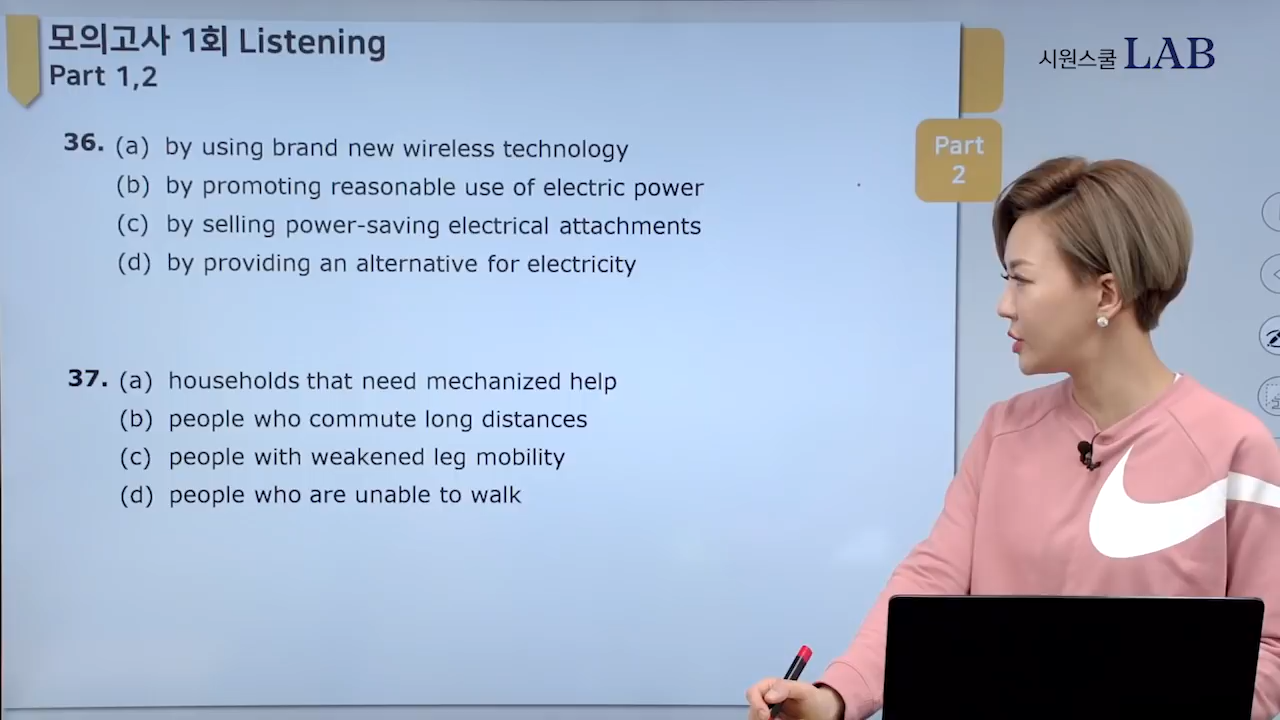 모의고사 1회 Listening
Part 1,2
시원스쿨 LAB
Part
2
36. (a) by using brand new wireless technology
(b) by promoting reasonable use of electric power
(c) by selling power-saving electrical attachments
(d) by providing an alternative for electricity
37. (a) households that need mechanized help
(b) people who commute long distances
(c) people with weakened leg mobility
(d) people who are unable to walk